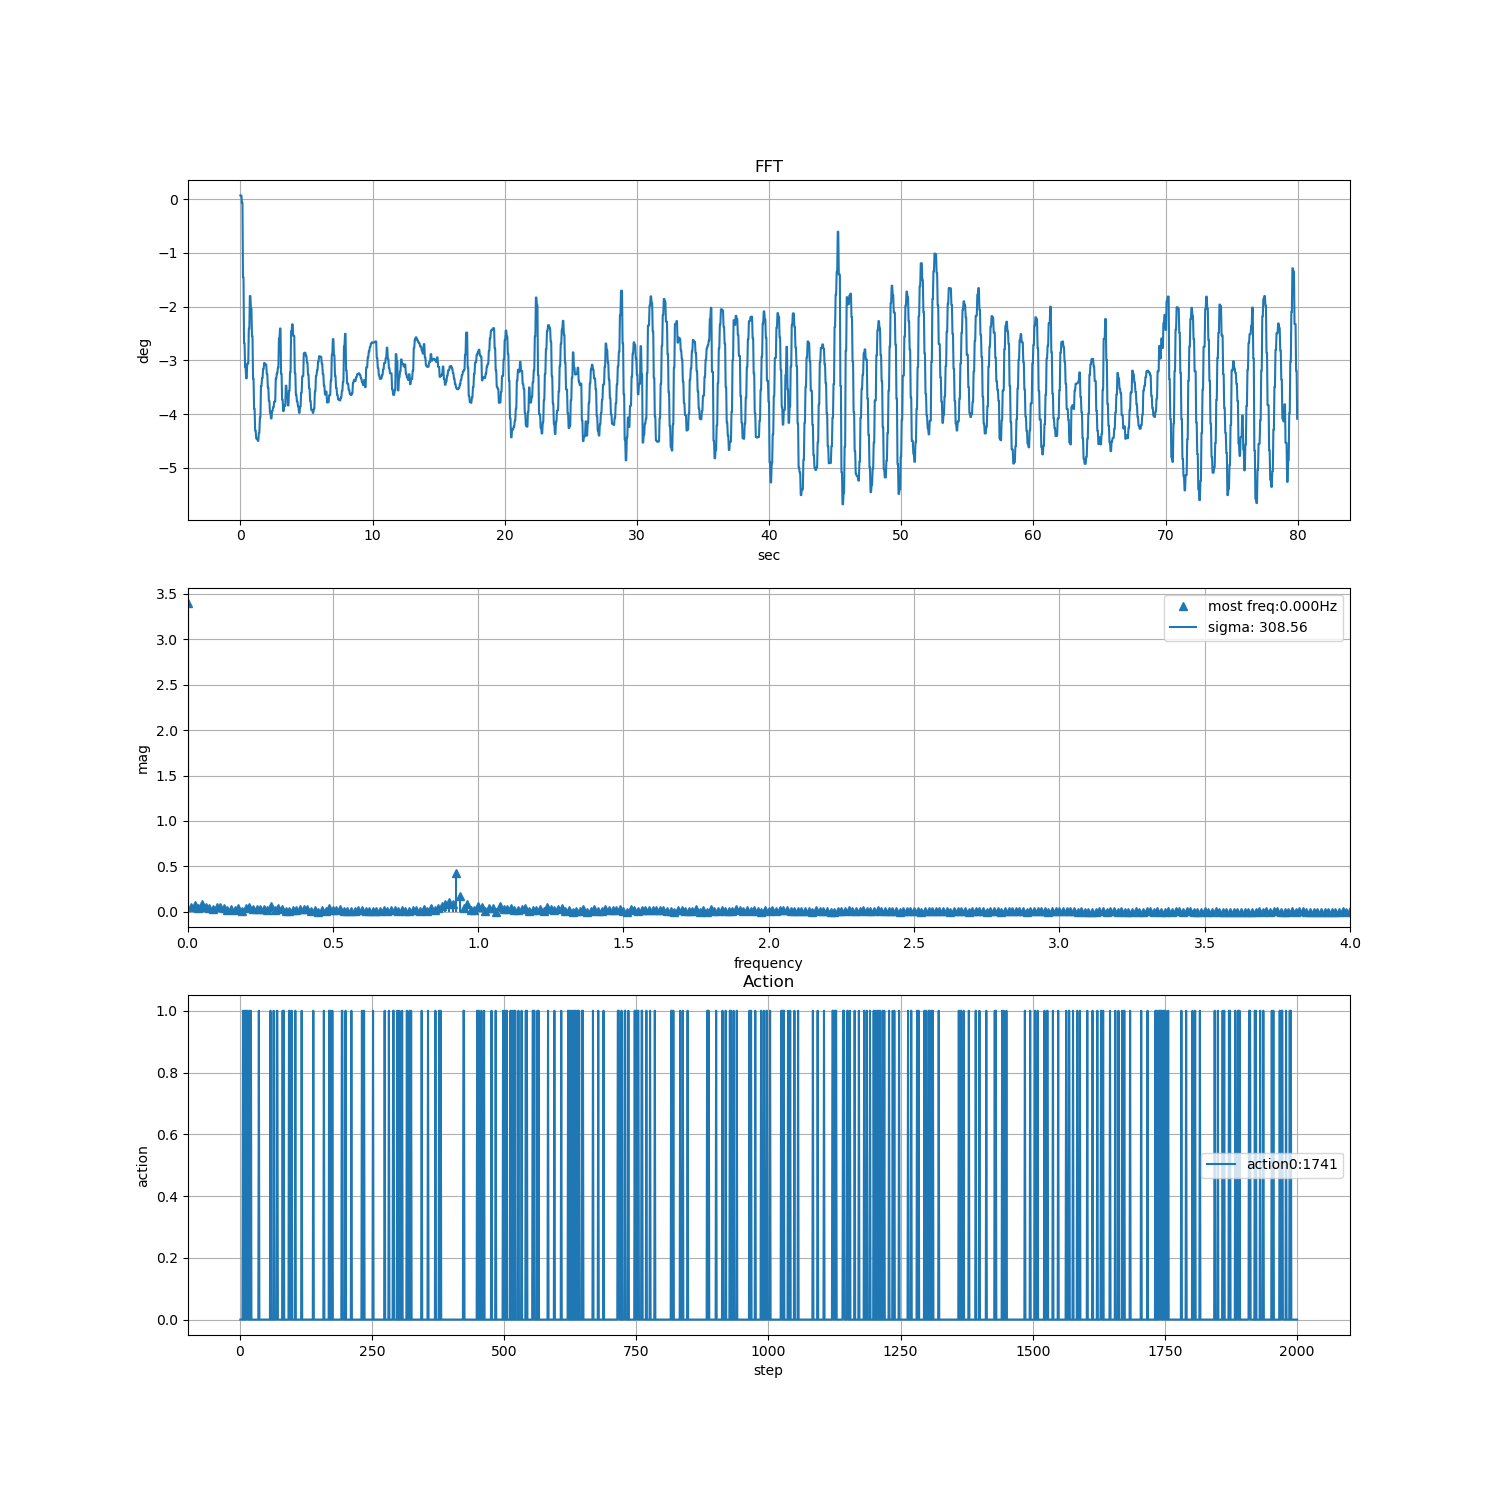 FFT
0
−1
−2
−3
−4
−5
deg
0 10 20 30 40 50 60 70 80
sec
3.5
3.0
2.5
2.0
1.5
1.0
0.5
0.0
mag
most freq:0.000Hz
sigma: 308.56
0.0 0.5 1.0 1.5 2.0 2.5 3.0 3.5 4.0
frequency
Action
1.0
0.8
0.6
0.4
0.2
0.0
action
action0:1741
0 250 500 750 1000 1250 1500 1750 2000
step